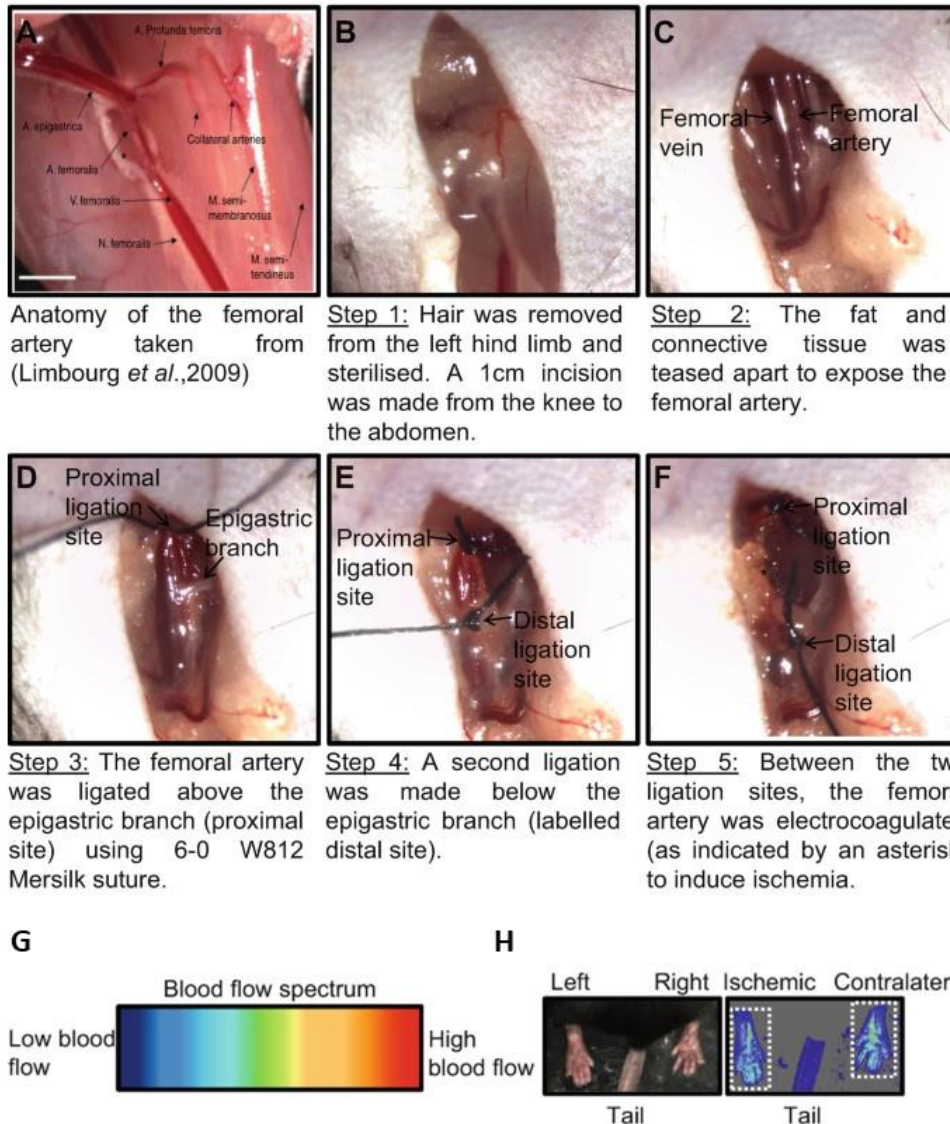 A
A. Profunda femoris
A. epigastrica
A. femoralis
Collateral arteries
V. femoralis
M. semi-
membranosus
N. femoralis
M. semi-
tendineus
Anatomy of the femoral
artery taken from
(Limbourg et al.,2009)
B
Step 1: Hair was removed
from the left hind limb and
sterilised. A 1cm incision
was made from the knee to
the abdomen.
C
Femoral
vein
Femoral
artery
Step 2: The fat and
connective tissue was
teased apart to expose the
femoral artery.
D
Proximal
ligation
site
Epigastric
branch
Step 3: The femoral artery
was ligated above the
epigastric branch (proximal
site) using 6-0 W812
Mersilk suture.
E
Proximal
ligation
site
Distal
ligation
site
Step 4: A second ligation
was made below the
epigastric branch (labelled
distal site).
F
Proximal
ligation
site
*
Distal
ligation
site
Step 5: Between the tw
ligation sites, the femor
artery was electrocoagulate
(as indicated by an asteris
to induce ischemia.
G
Blood flow spectrum
Low blood
flow
High
blood flow
H
Left Right Ischemic Contralater
Tail Tail